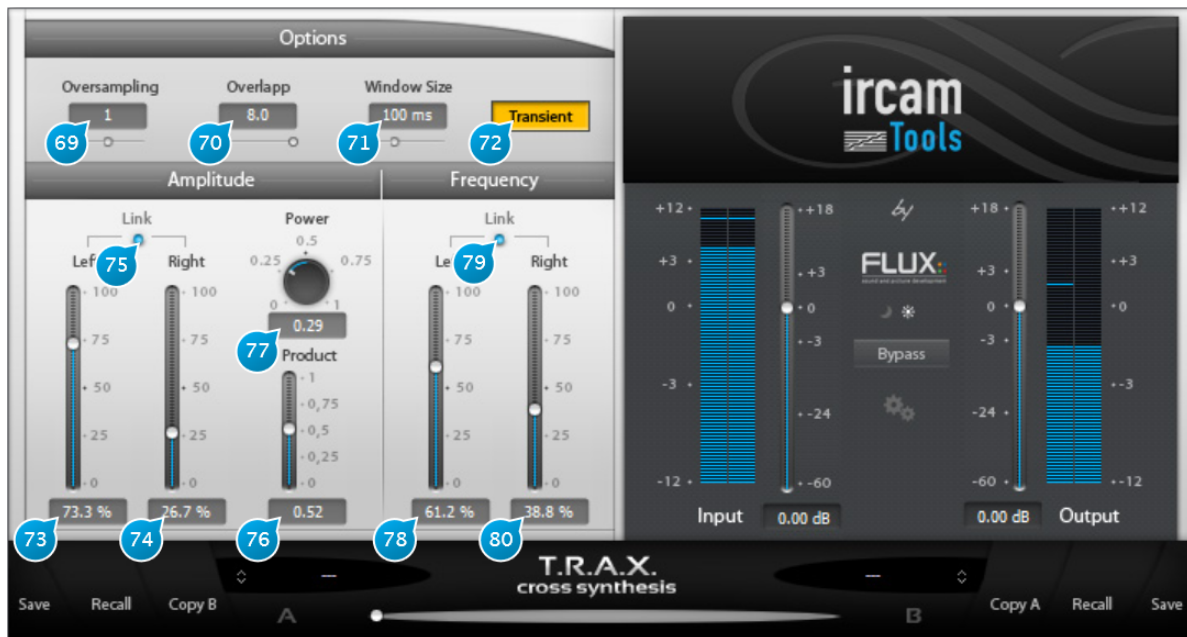 Options
Oversampling Overlapp Window Size
1 8.0 100 ms Transient
69 70 71 72
Amplitude Frequency
Link Power Link
0.5
75 79
0.25 0.75
Left Right Le Right
0 1
100 100 100 100
0.29
77
75 75 Product 75 75
1
50 50 0,75 50 50
0,5
25 25 0,25 25 25
0 0 0 0 0
73.3 % 26.7 % 0.52 61.2 % 38.8 %
73 74 76 78 80
ircam
Tools
by
FLUX::
sound and picture development
Bypass
+12 +18 +18 +12
+3 +3 +3 +3
0 0 0 0
-3 -3 -3 -3
-24 -24
-12 -60 -60 -12
Input 0.00 dB 0.00 dB Output
T.R.A.X.
cross synthesis
--- ---
Save Recall Copy B A B Copy A Recall Save